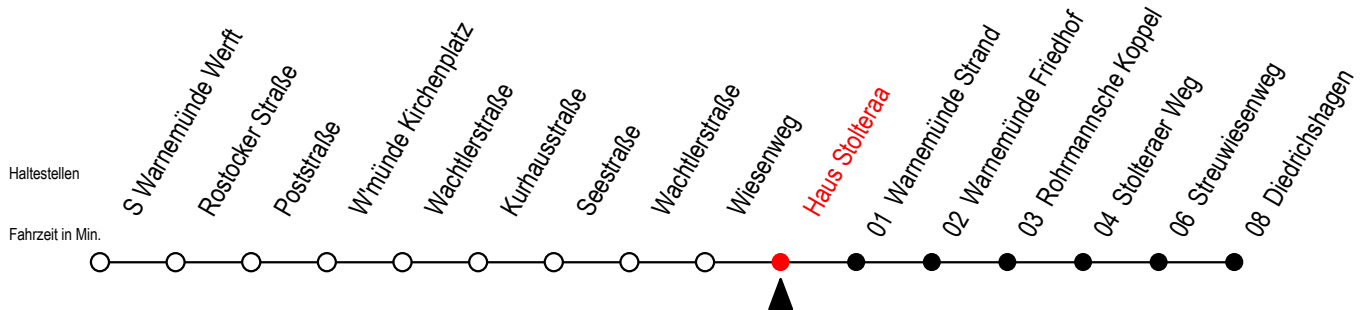 Haltestellen
Fahrzeit in Min.
S Warnemünde Werft
Rostocker Straße
Poststraße
W'münde Kirchenplatz
Wachtlerstraße
Kurhausstraße
Seestraße
Wachtlerstraße
Wiesenweg
Haus Stolteraa
01 Warnemünde Strand
02 Warnemünde Friedhof
03 Rohrmannsche Koppel
04 Stolteraer Weg
06 Streuwiesenweg
08 Diedrichshagen